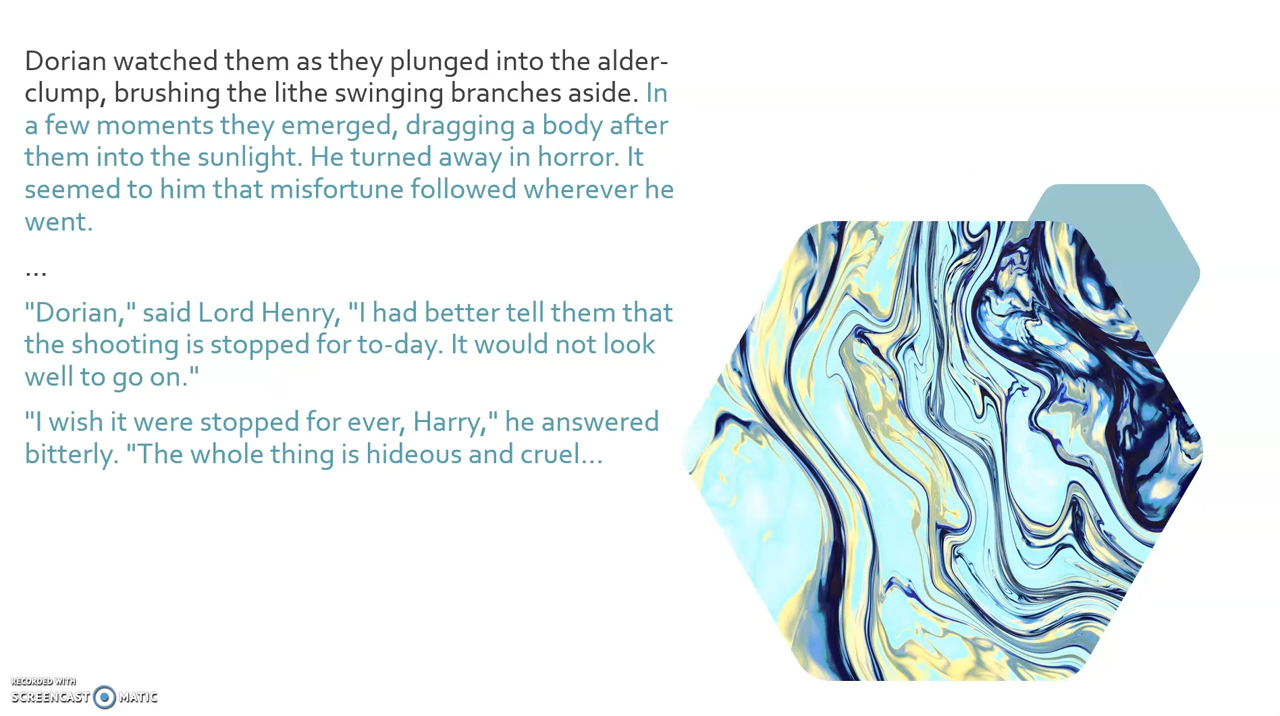 Dorian watched them as they plunged into the alder-
clump, brushing the lithe swinging branches aside. In
a few moments they emerged, dragging a body after
them into the sunlight. He turned away in horror. It
seemed to him that misfortune followed wherever he
went.
...
"Dorian," said Lord Henry, "I had better tell them that
the shooting is stopped for to-day. It would not look
well to go on."
"I wish it were stopped for ever, Harry," he answered
bitterly. "The whole thing is hideous and cruel...
RECORDED WITH
SCREENCAST MATIC